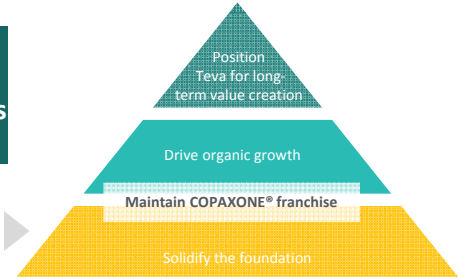 Position
Teva for long-
term value creation
s
Drive organic growth
Maintain COPAXONE® franchise
Solidify the foundation